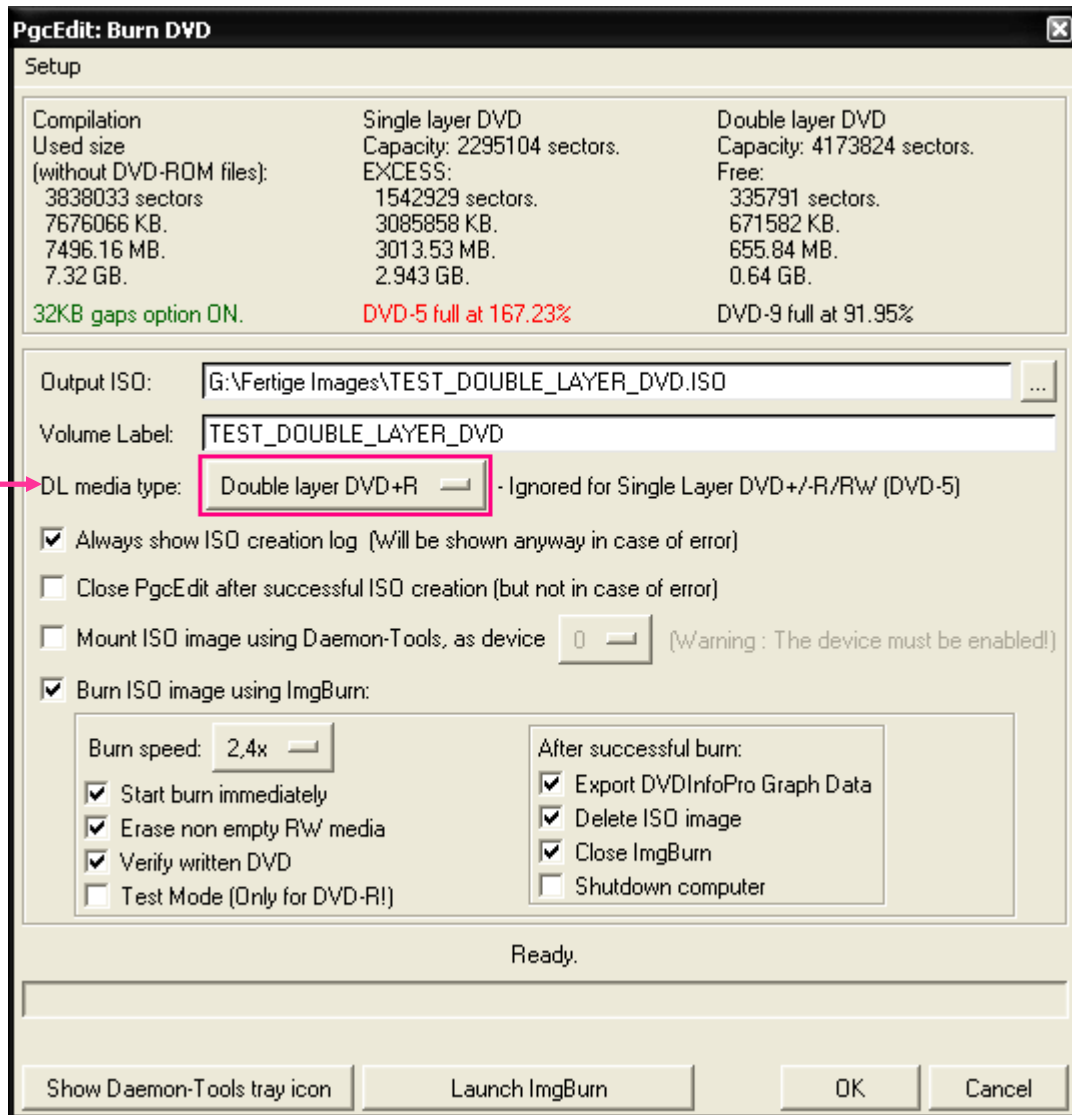 PgcEdit: Burn DVD
Setup
Compilation
Used size
(without DVD-ROM files):
3838033 sectors
7676066 KB.
7496.16 MB.
7.32 GB.
32KB gaps option ON.
Single layer DVD
Capacity: 2295104 sectors.
EXCESS:
1542929 sectors.
3085858 KB.
3013.53 MB.
2.943 GB.
DVD-5 full at 167.23%
Double layer DVD
Capacity: 4173824 sectors.
Free:
335791 sectors.
671582 KB.
655.84 MB.
0.64 GB.
DVD-9 full at 91.95%
Output ISO: G:\Fertige Images\TEST_DOUBLE_LAYER_DVD.ISO ...
Volume Label: TEST_DOUBLE_LAYER_DVD
DL media type: Double layer DVD+R - Ignored for Single Layer DVD+/-R/RW (DVD-5)
Always show ISO creation log (Will be shown anyway in case of error)
Close PgcEdit after successful ISO creation (but not in case of error)
Mount ISO image using Daemon-Tools, as device 0 (Warning : The device must be enabled!)
Burn ISO image using ImgBurn:
Burn speed: 2,4x
Start burn immediately
Erase non empty RW media
Verify written DVD
Test Mode (Only for DVD-R!)
After successful burn:
Export DVDInfoPro Graph Data
Delete ISO image
Close ImgBurn
Shutdown computer
Ready.
Show Daemon-Tools tray icon
Launch ImgBurn
OK
Cancel